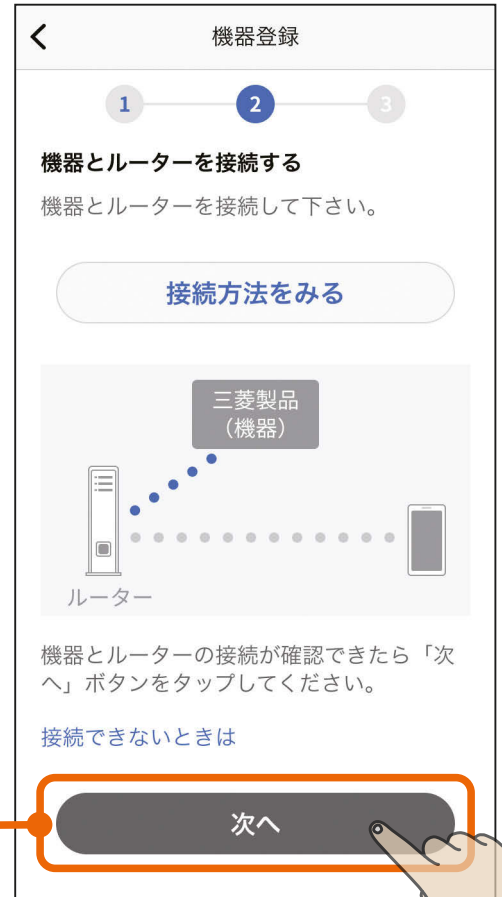 機器登録
1 2 3
機器とルーターを接続する
機器とルーターを接続して下さい。
接続方法をみる
三菱製品
（機器）
ルーター
機器とルーターの接続が確認できたら「次
へ」ボタンをタップしてください。
接続できないときは
次へ